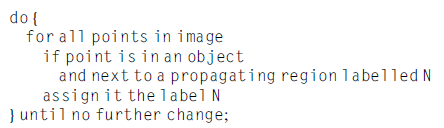 do {
for all points in image
if point is in an object
and next to a propagating region labelled N
assign it the label N
} until no further change;